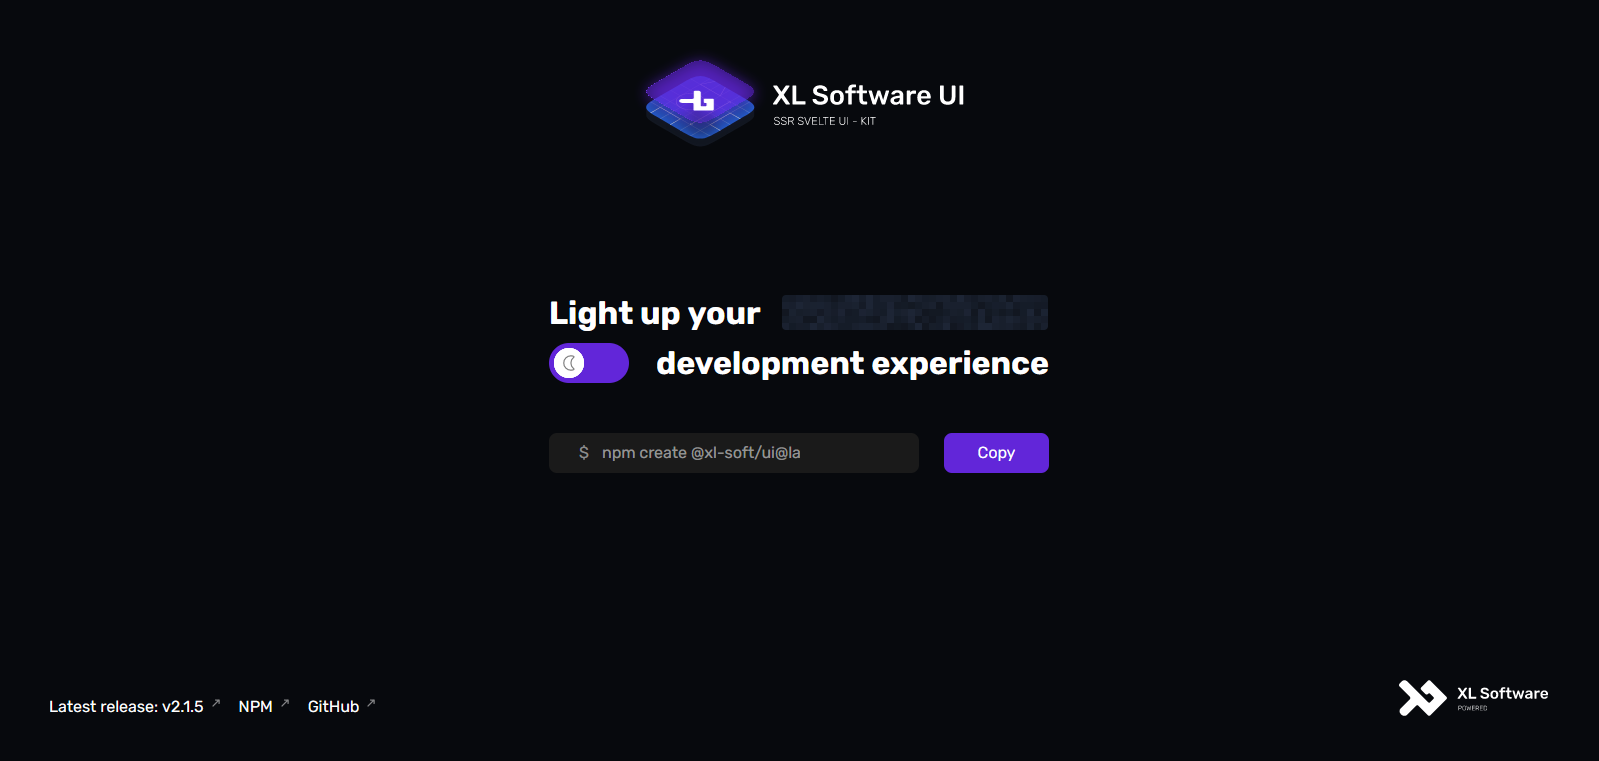 XL Software UI
SSR SVELTE UI - KIT
Light up your
development experience
$ npm create @xl-soft/ui@la
Copy
Latest release: v2.1.5 ↗ NPM ↗ GitHub ↗
XL Software
POWERED